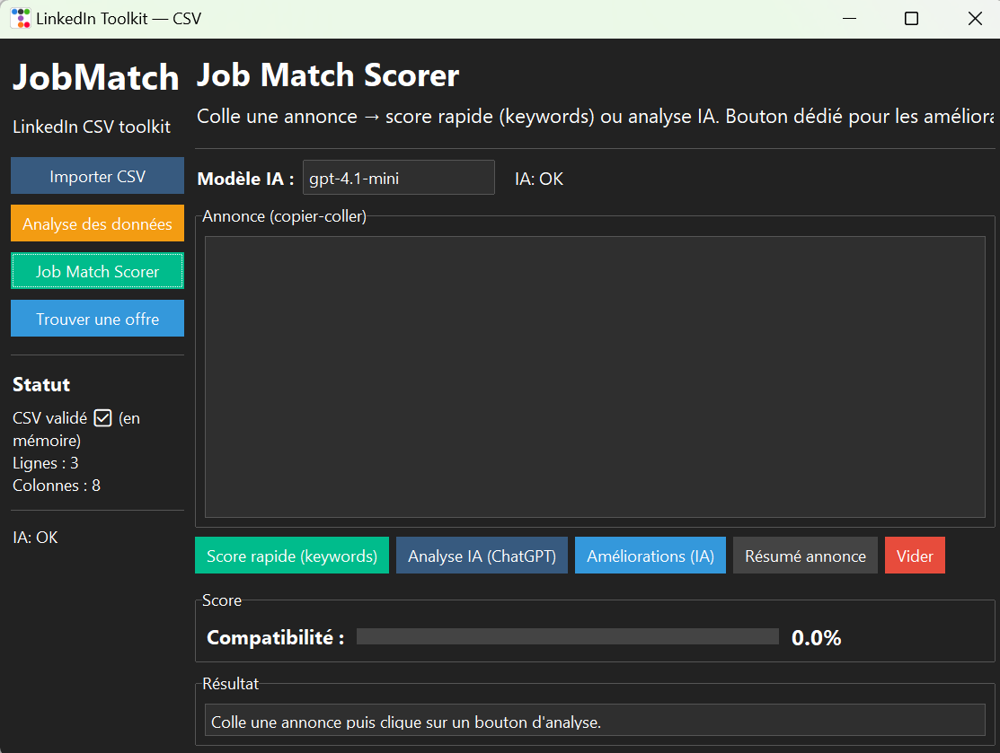 LinkedIn Toolkit — CSV
JobMatch
LinkedIn CSV toolkit
Importer CSV
Analyse des données
Job Match Scorer
Trouver une offre
Statut
CSV validé ☑ (en
mémoire)
Lignes : 3
Colonnes : 8
IA: OK
Job Match Scorer
Colle une annonce → score rapide (keywords) ou analyse IA. Bouton dédié pour les
Modèle IA :
gpt-4.1-mini
IA: OK
Annonce (copier-coller)
Score rapide (keywords)
Analyse IA (ChatGPT)
Améliorations (IA)
Résumé annonce
Vider
Score
Compatibilité :
0.0%
Résultat
Colle une annonce puis clique sur un bouton d'analyse.